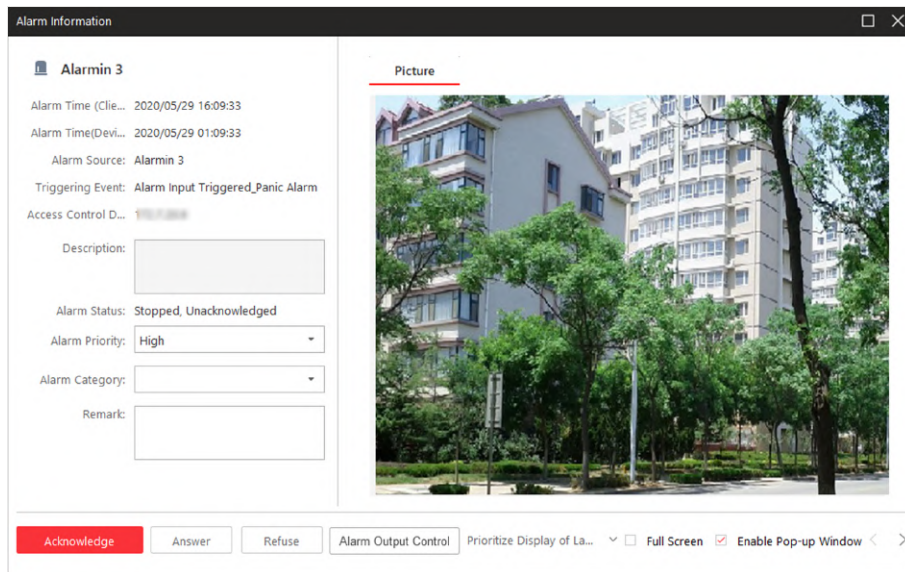 Alarm Information
Alarmin 3
Alarm Time (Clie... 2020/05/29 16:09:33
Alarm Time(Devi... 2020/05/29 01:09:33
Alarm Source: Alarmin 3
Triggering Event: Alarm Input Triggered_Panic Alarm
Access Control D...
Description:
Alarm Status: Stopped, Unacknowledged
Alarm Priority: High
Alarm Category:
Remark:
Picture
Acknowledge Answer Refuse Alarm Output Control Prioritize Display of La... Full Screen Enable Pop-up Window